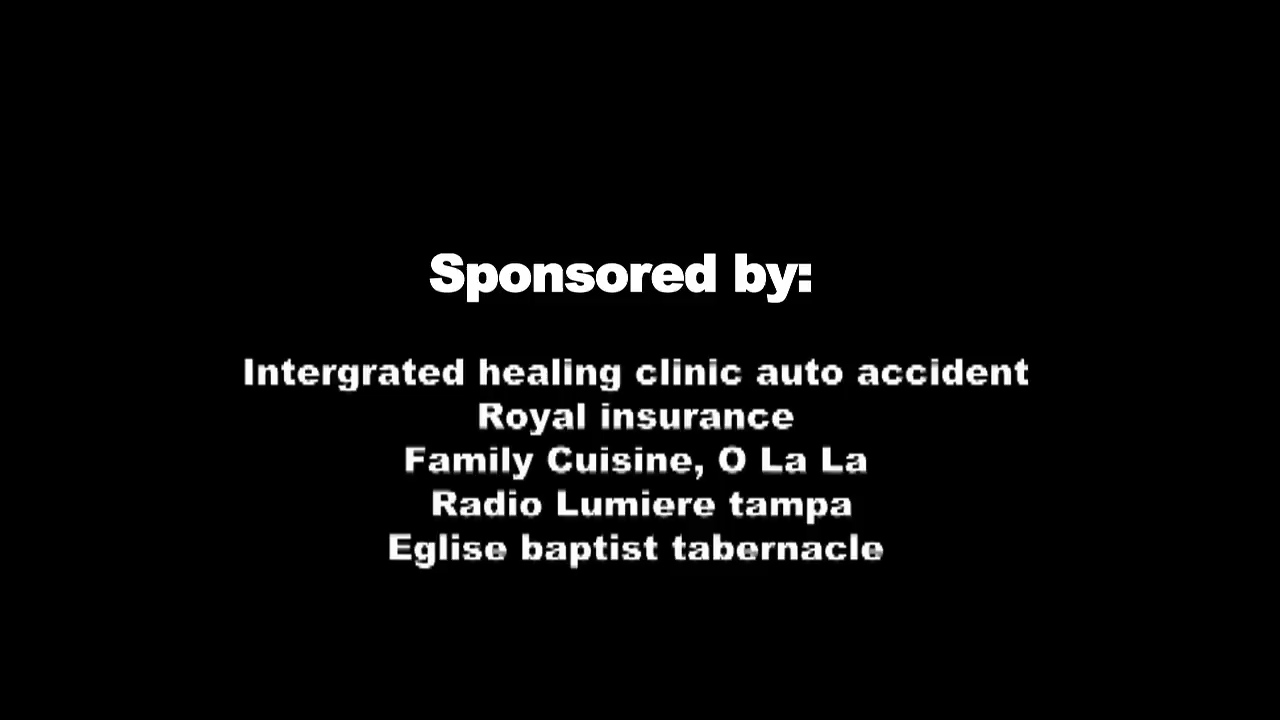 Sponsored by:
Intergrated healing clinic auto accident
Royal insurance
Family Cuisine, O La La
Radio Lumiere tampa
Eglise baptist tabernacle